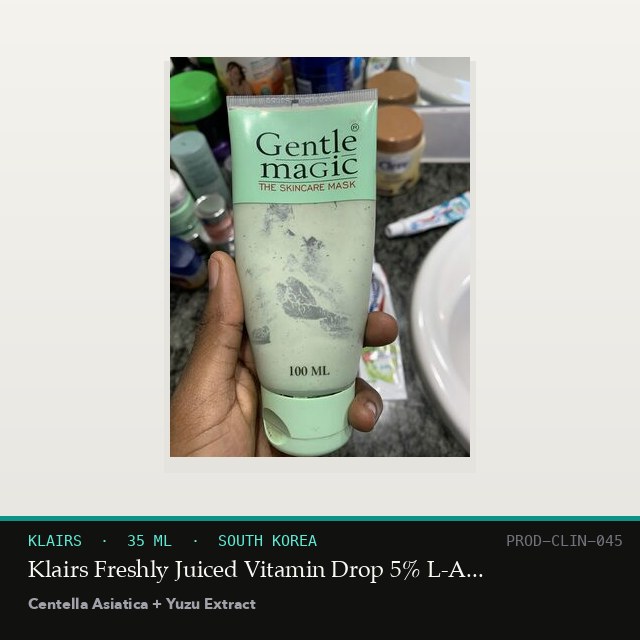 Gentle
magic®
THE SKINCARE MASK
100 ML
KLAIRS · 35 ML · SOUTH KOREA
PROD−CLIN−045
Klairs Freshly Juiced Vitamin Drop 5% L-A...
Centella Asiatica + Yuzu Extract